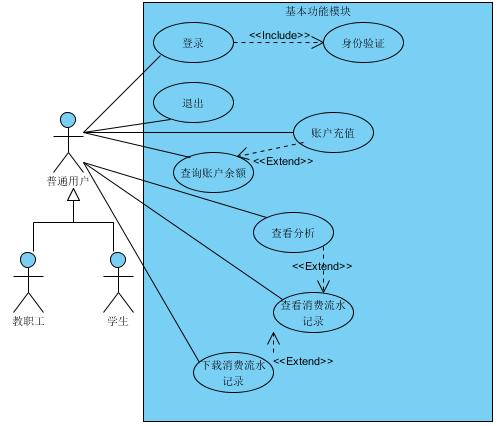 基本功能模块
登录
<<Include>>
身份验证
退出
账户充值
普通用户
<<Extend>>
查询账户余额
查看分析
<<Extend>>
教职工
学生
查看消费流水
记录
<<Extend>>
下载消费流水
记录